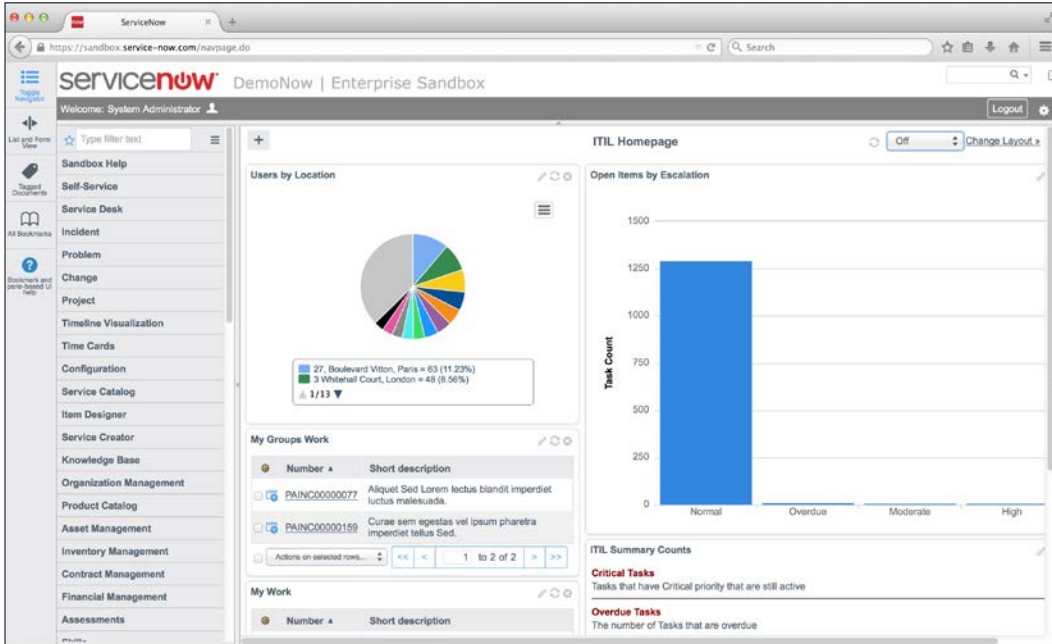 ServiceNow
https://sandbox.service-now.com/navpage.do
Search
servicenow DemoNow | Enterprise Sandbox
Welcome: System Administrator
Logout
Toggle
Navigator
List and Form
View
Tagged
Documents
All Bookmarks
Bookmark and
pane-based UI
help
Type filter text
Sandbox Help
Self-Service
Service Desk
Incident
Problem
Change
Project
Timeline Visualization
Time Cards
Configuration
Service Catalog
Item Designer
Service Creator
Knowledge Base
Organization Management
Product Catalog
Asset Management
Inventory Management
Contract Management
Financial Management
Assessments
ITIL Homepage
Off
Change Layout »
Users by Location
27, Boulevard Vitton, Paris = 63 (11.23%)
3 Whitehall Court, London = 48 (8.56%)
1/13
My Groups Work
Number Short description
PAINC00000077 Aliquet Sed Lorem lectus blandit imperdiet
luctus malesuada.
PAINC00000159 Curae sem egestas vel ipsum pharetra
imperdiet tellus Sed.
Actions on selected rows... << < 1 to 2 of 2 > >>
My Work
Number Short description
Open Items by Escalation
Task Count
1500
1250
1000
750
500
250
0
Normal Overdue Moderate High
ITIL Summary Counts
Critical Tasks
Tasks that have Critical priority that are still active
Overdue Tasks
The number of Tasks that are overdue